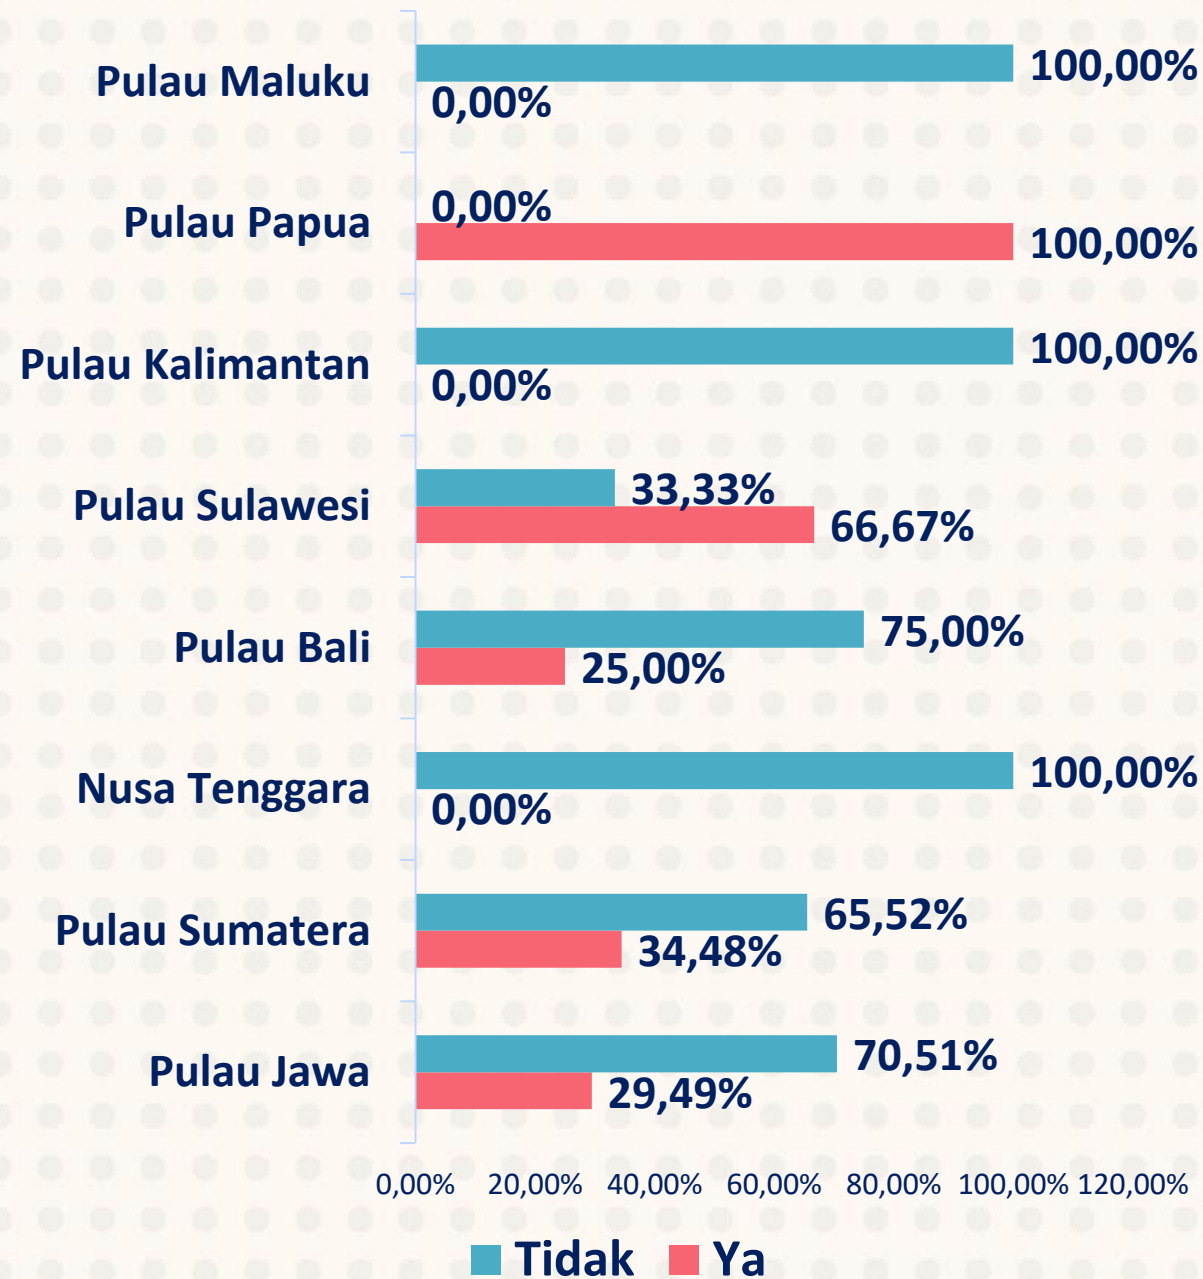 Pulau Maluku
100,00%
0,00%
Pulau Papua
0,00%
100,00%
Pulau Kalimantan
100,00%
0,00%
Pulau Sulawesi
33,33%
66,67%
Pulau Bali
75,00%
25,00%
Nusa Tenggara
100,00%
0,00%
Pulau Sumatera
65,52%
34,48%
Pulau Jawa
70,51%
29,49%
0,00% 20,00% 40,00% 60,00% 80,00% 100,00% 120,00%
Tidak Ya